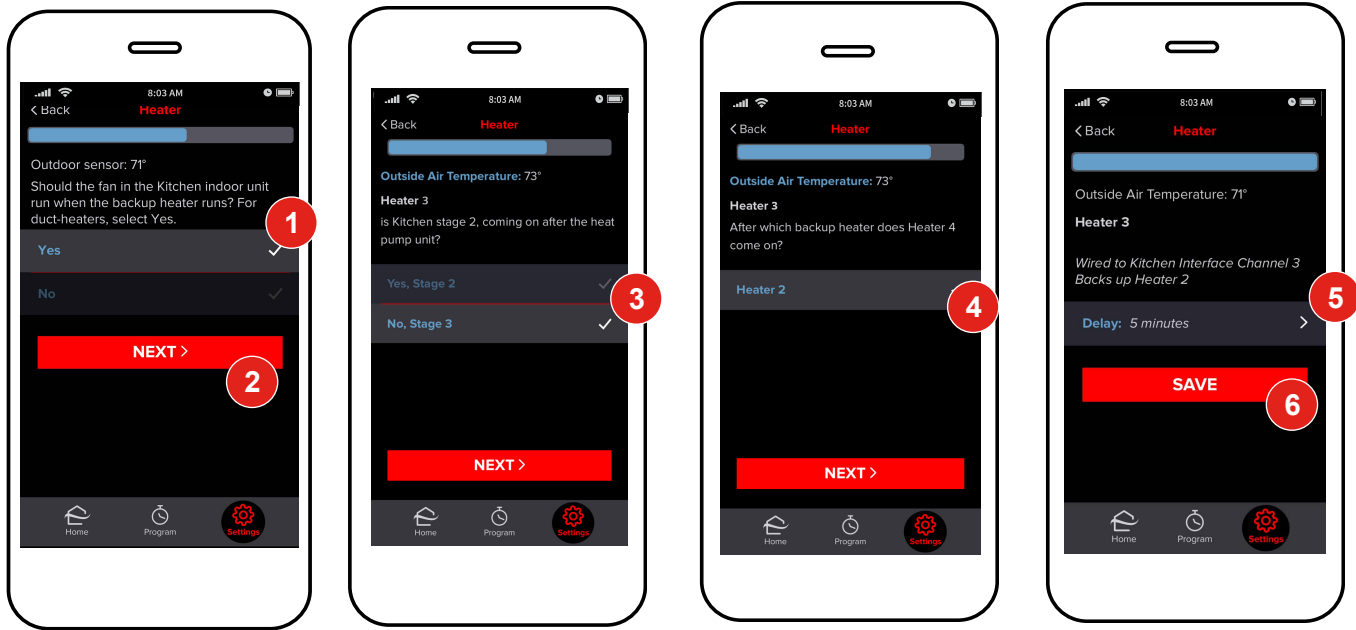 8:03 AM
< Back
Heater
Outdoor sensor: 71°
Should the fan in the Kitchen indoor unit
run when the backup heater runs? For
duct-heaters, select Yes.
1
Yes
No
NEXT >
2
Home
Program
Settings
8:03 AM
< Back
Heater
Outside Air Temperature: 73°
Heater 3
is Kitchen stage 2, coming on after the heat
pump unit?
Yes, Stage 2
3
No, Stage 3
NEXT >
Home
Program
Settings
8:03 AM
< Back
Heater
Outside Air Temperature: 73°
Heater 3
After which backup heater does Heater 4
come on?
Heater 2
4
NEXT >
Home
Program
Settings
8:03 AM
< Back
Heater
Outside Air Temperature: 71°
Heater 3
Wired to Kitchen Interface Channel 3
Backs up Heater 2
5
Delay: 5 minutes >
SAVE
6
Home
Program
Settings